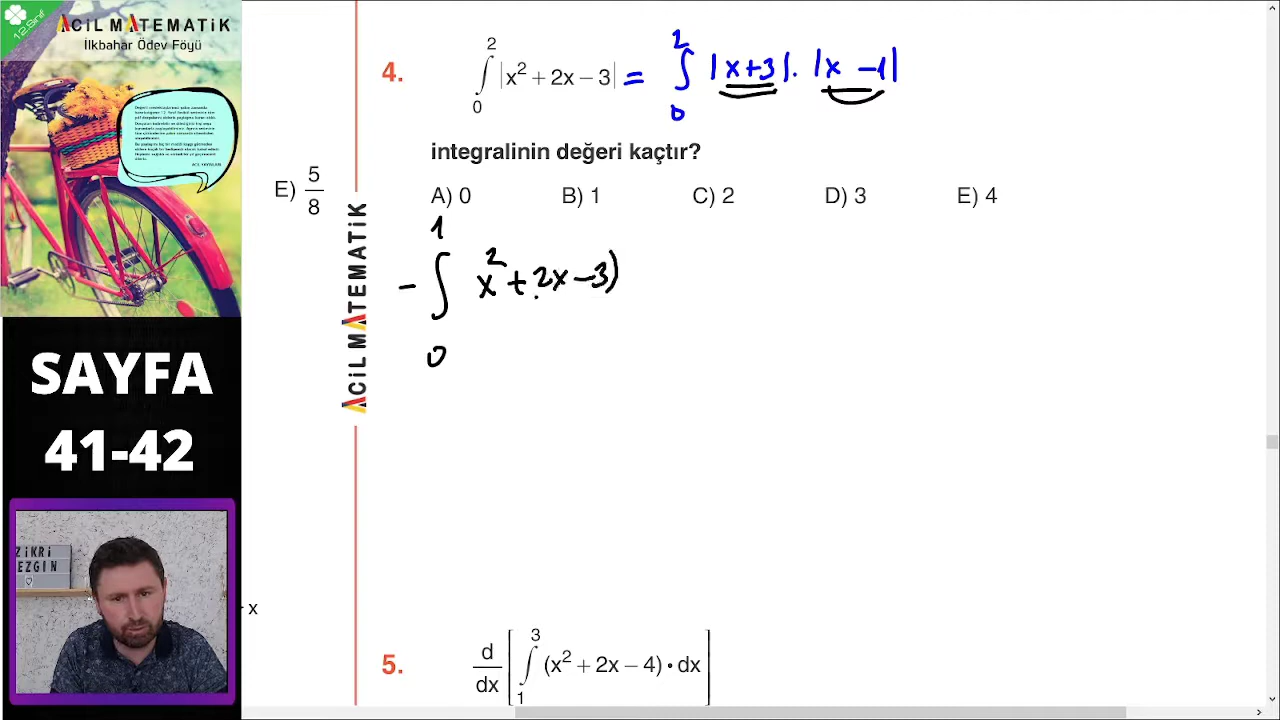 12.Sınıf
ACİL MATEMATİK
İlkbahar Ödev Föyü
SAYFA
41-42
ZİKRİ
EZGİN
E) 5/8
+ x
ACİL MATEMATİK
4. ∫₀² |x² + 2x − 3| = ∫₀² |x+3| · |x −1|
integralinin değeri kaçtır?
A) 0 B) 1 C) 2 D) 3 E) 4
− ∫₀¹ x² + 2x −3)
5. d/dx [ ∫₁³ (x² + 2x − 4) • dx ]